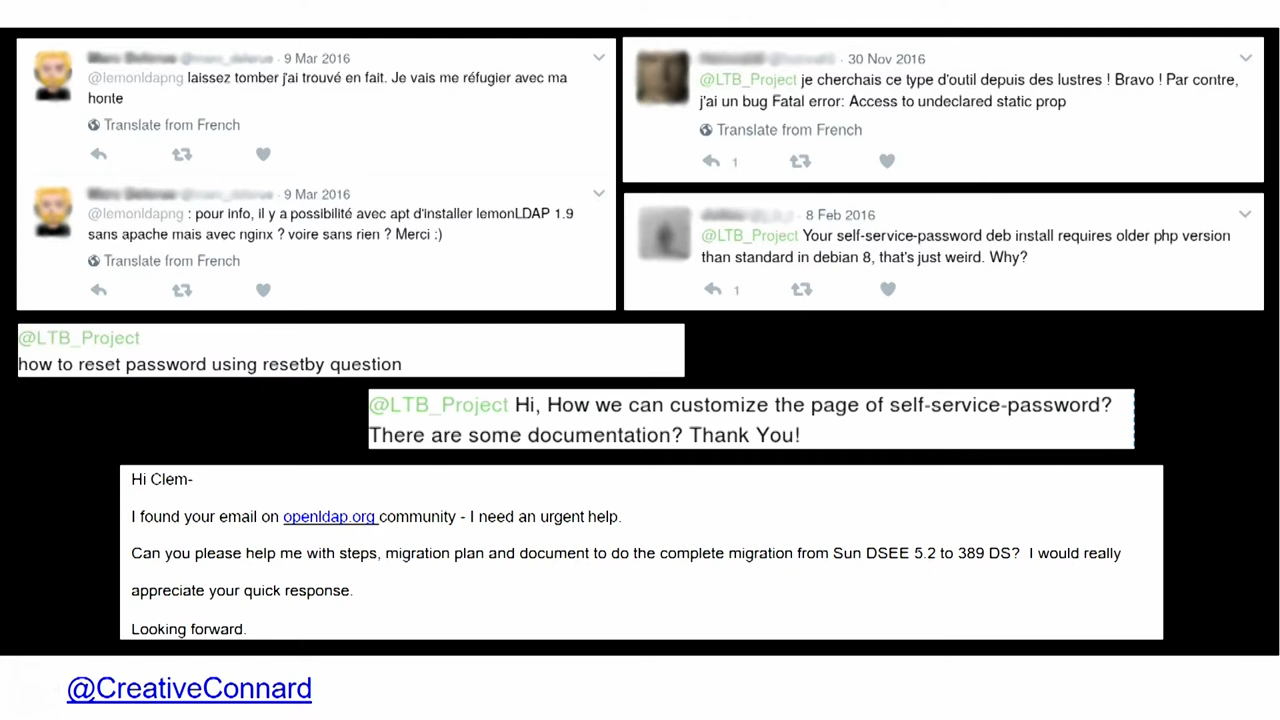 9 Mar 2016
@lemonldapng laissez tomber j'ai trouvé en fait. Je vais me réfugier avec ma
honte
Translate from French
9 Mar 2016
@lemonldapng : pour info, il y a possibilité avec apt d'installer lemonLDAP 1.9
sans apache mais avec nginx ? voire sans rien ? Merci :)
Translate from French
30 Nov 2016
@LTB_Project je cherchais ce type d'outil depuis des lustres ! Bravo ! Par contre,
j'ai un bug Fatal error: Access to undeclared static prop
Translate from French
1
8 Feb 2016
@LTB_Project Your self-service-password deb install requires older php version
than standard in debian 8, that's just weird. Why?
1
@LTB_Project
how to reset password using resetby question
@LTB_Project Hi, How we can customize the page of self-service-password?
There are some documentation? Thank You!
Hi Clem-
I found your email on openldap.org community - I need an urgent help.
Can you please help me with steps, migration plan and document to do the complete migration from Sun DSEE 5.2 to 389 DS? I would really
appreciate your quick response.
Looking forward.
@CreativeConnard